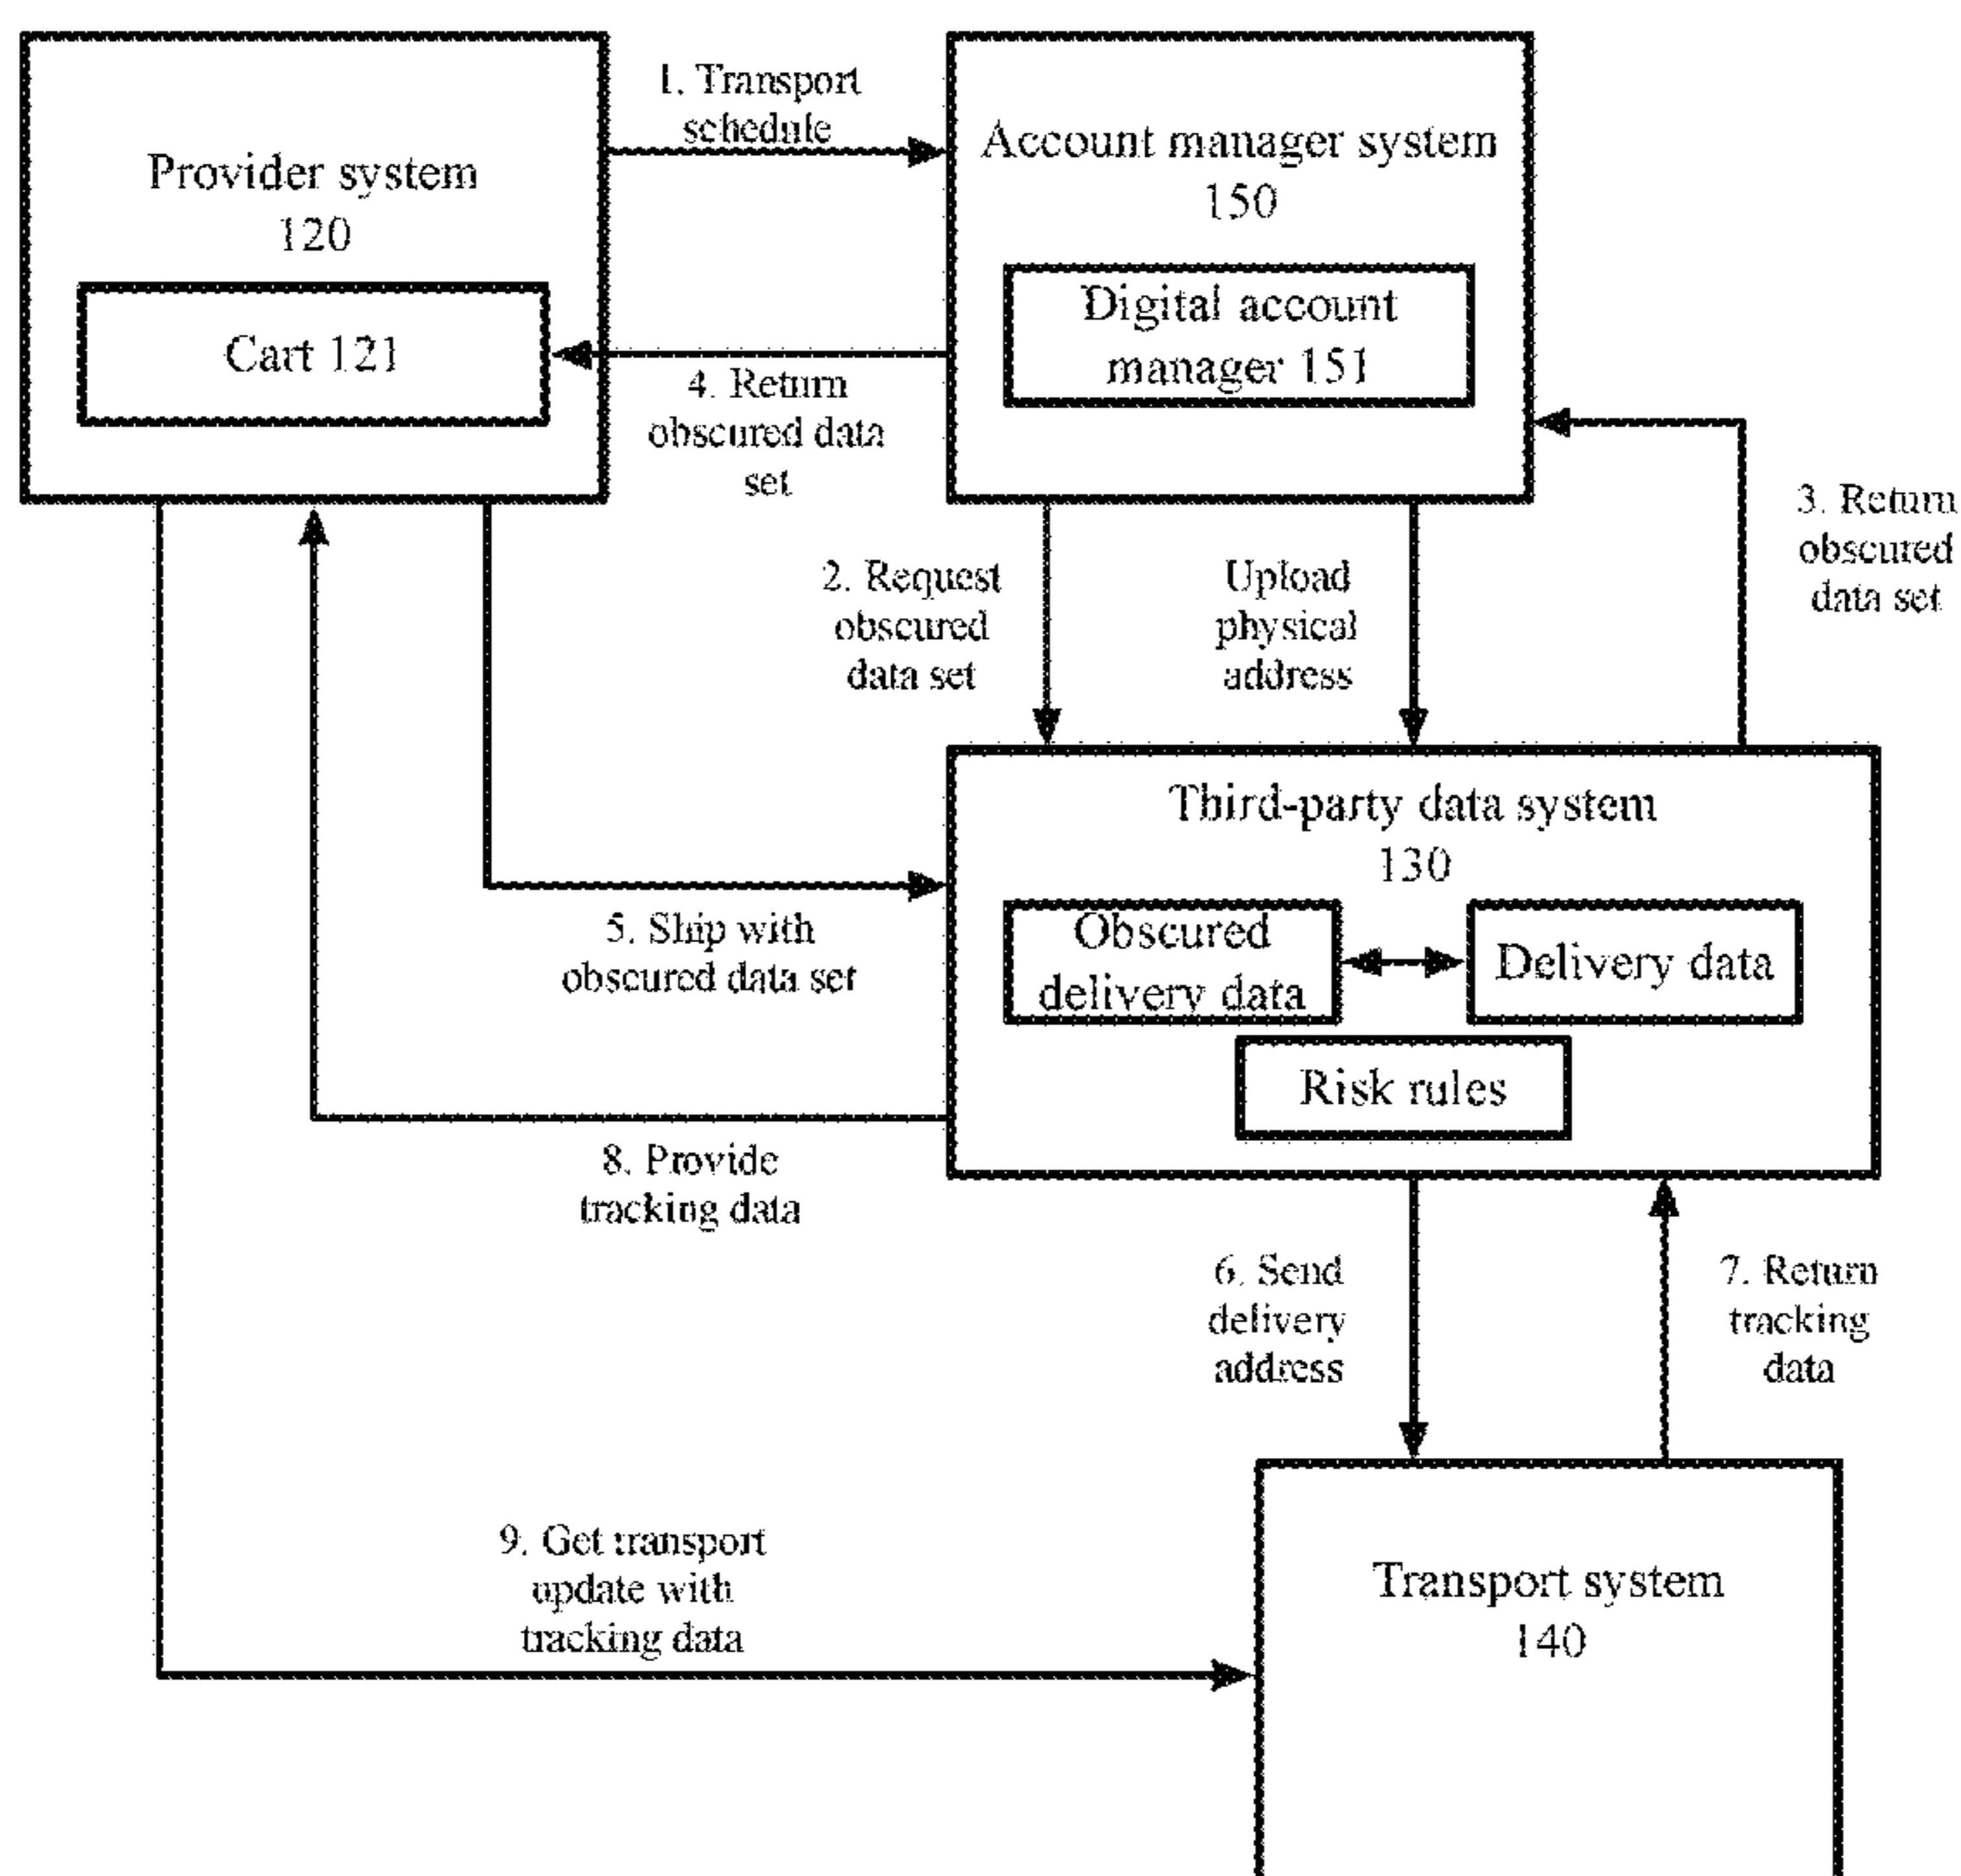 1. Transport
schedule
Provider system
120
Cart 121
Account manager system
150
Digital account
manager 151
4. Return
obscured data
set
2. Request
obscured
data set
Upload
physical
address
3. Return
obscured
data set
Third-party data system
130
Obscured
delivery data
Delivery data
Risk rules
5. Ship with
obscured data set
8. Provide
tracking data
6. Send
delivery
address
7. Return
tracking
data
9. Get transport
update with
tracking data
Transport system
140